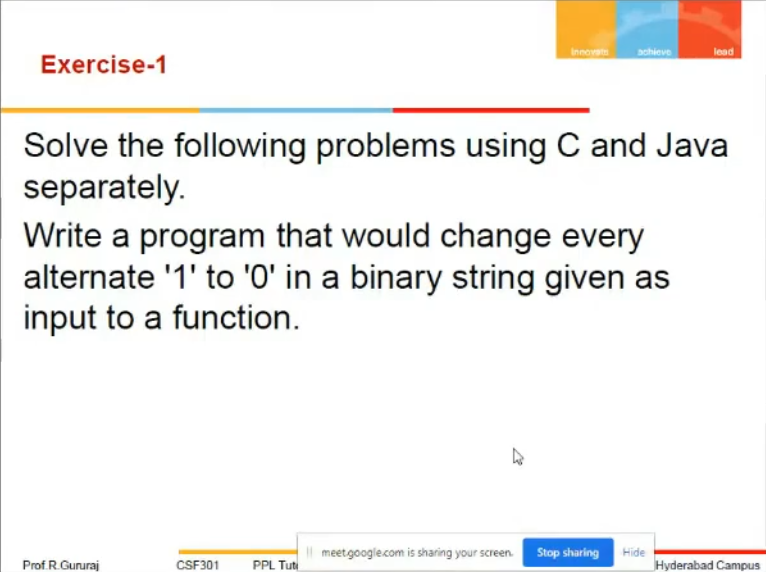 innovate achieve lead
Exercise-1
Solve the following problems using C and Java
separately.
Write a program that would change every
alternate '1' to '0' in a binary string given as
input to a function.
meet.google.com is sharing your screen. Stop sharing Hide
Prof.R.Gururaj CSF301 PPL Tut Hyderabad Campus